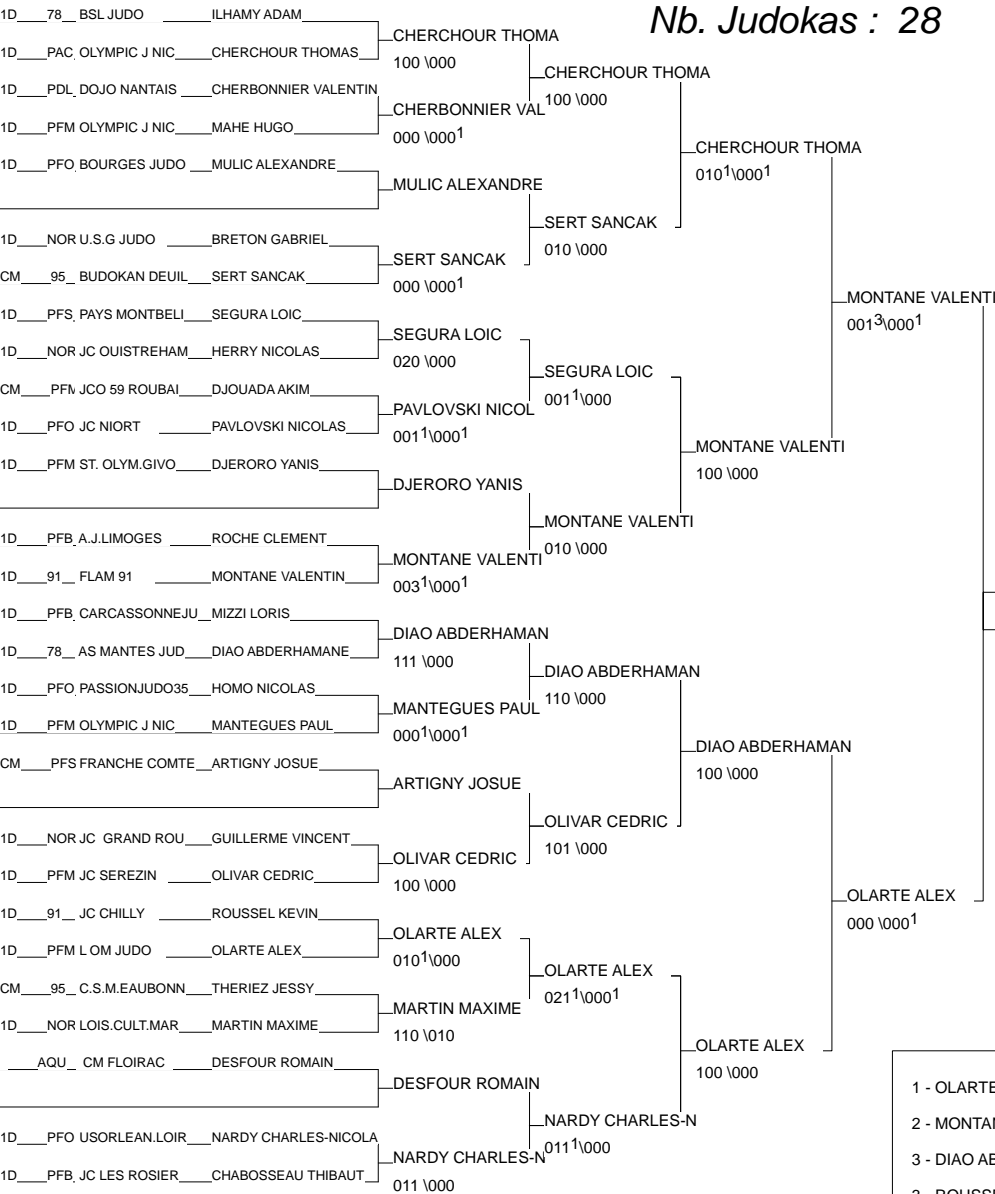 Nb. Judokas : 28
1D 78 BSL JUDO ILHAMY ADAM
1D PAC OLYMPIC J NIC CHERCHOUR THOMAS
1D PDL DOJO NANTAIS CHERBONNIER VALENTIN
1D PFM OLYMPIC J NIC MAHE HUGO
1D PFO BOURGES JUDO MULIC ALEXANDRE
1D NOR U.S.G JUDO BRETON GABRIEL
CM 95 BUDOKAN DEUIL SERT SANCAK
1D PFS PAYS MONTBELI SEGURA LOIC
1D NOR JC OUISTREHAM HERRY NICOLAS
CM PFM JCO 59 ROUBAI DJOUADA AKIM
1D PFO JC NIORT PAVLOVSKI NICOLAS
1D PFM ST. OLYM.GIVO DJERORO YANIS
1D PFB A.J.LIMOGES ROCHE CLEMENT
1D 91 FLAM 91 MONTANE VALENTIN
1D PFB CARCASSONNEJU MIZZI LORIS
1D 78 AS MANTES JUD DIAO ABDERHAMANE
1D PFO PASSIONJUDO35 HOMO NICOLAS
1D PFM OLYMPIC J NIC MANTEGUES PAUL
CM PFS FRANCHE COMTE ARTIGNY JOSUE
1D NOR JC GRAND ROU GUILLERME VINCENT
1D PFM JC SEREZIN OLIVAR CEDRIC
1D 91 JC CHILLY ROUSSEL KEVIN
1D PFM L OM JUDO OLARTE ALEX
CM 95 C.S.M.EAUBONN THERIEZ JESSY
1D NOR LOIS.CULT.MAR MARTIN MAXIME
AQU CM FLOIRAC DESFOUR ROMAIN
1D PFO USORLEAN.LOIR NARDY CHARLES-NICOLA
1D PFB JC LES ROSIER CHABOSSEAU THIBAUT
CHERCHOUR THOMA
100 \000
CHERBONNIER VAL
000 \0001
MULIC ALEXANDRE
SERT SANCAK
000 \0001
SEGURA LOIC
020 \000
PAVLOVSKI NICOL
0011\0001
DJERORO YANIS
MONTANE VALENTI
0031\0001
DIAO ABDERHAMAN
111 \000
MANTEGUES PAUL
0001\0001
ARTIGNY JOSUE
OLIVAR CEDRIC
100 \000
OLARTE ALEX
0101\000
MARTIN MAXIME
110 \010
DESFOUR ROMAIN
NARDY CHARLES-N
011 \000
CHERCHOUR THOMA
100 \000
SERT SANCAK
010 \000
SEGURA LOIC
0011\000
MONTANE VALENTI
010 \000
DIAO ABDERHAMAN
110 \000
OLIVAR CEDRIC
101 \000
OLARTE ALEX
0211\0001
NARDY CHARLES-N
0111\000
CHERCHOUR THOMA
0101\0001
MONTANE VALENTI
100 \000
DIAO ABDERHAMAN
100 \000
OLARTE ALEX
100 \000
MONTANE VALENTI
0013\0001
OLARTE ALEX
000 \0001
1 - OLARTE
2 - MONTAN
3 - DIAO AB